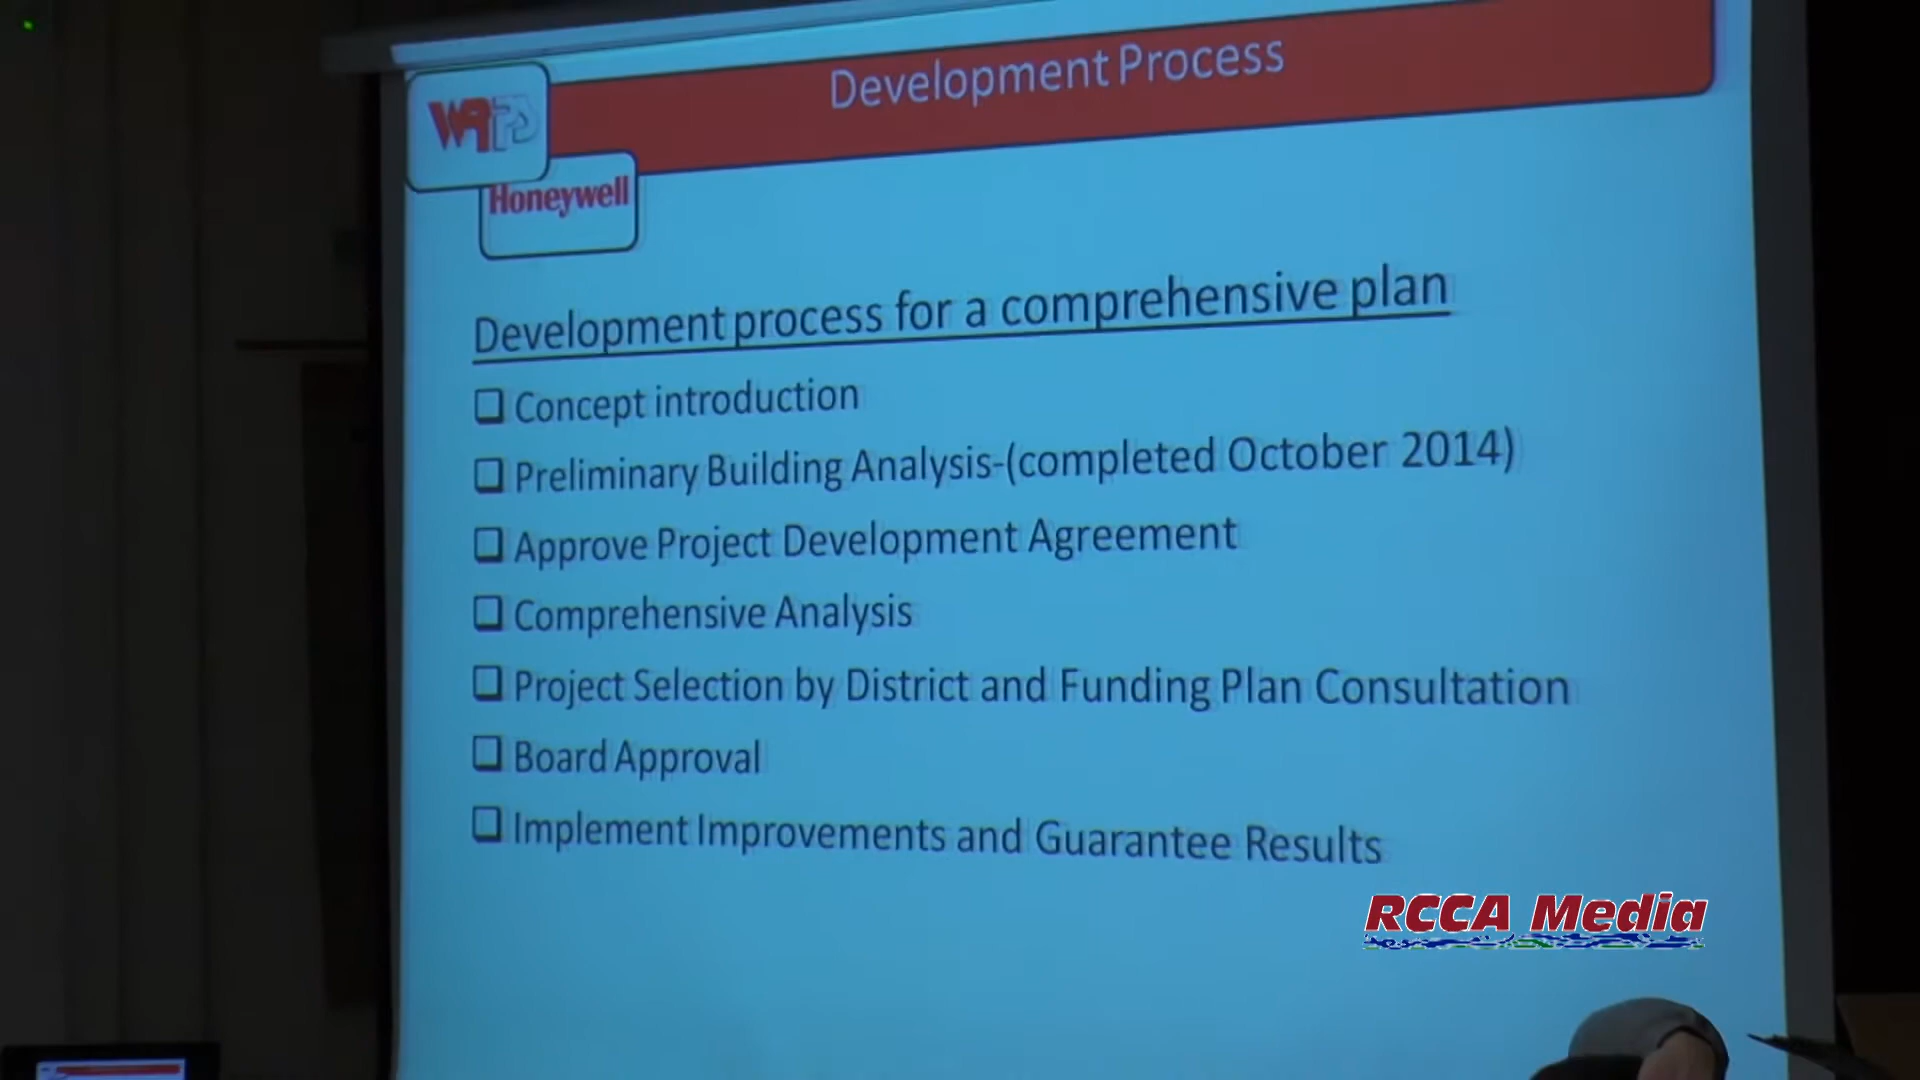 Development Process
Honeywell
Development process for a comprehensive plan
❑ Concept introduction
❑ Preliminary Building Analysis-(completed October 2014)
❑ Approve Project Development Agreement
❑ Comprehensive Analysis
❑ Project Selection by District and Funding Plan Consultation
❑ Board Approval
❑ Implement Improvements and Guarantee Results
RCCA Media